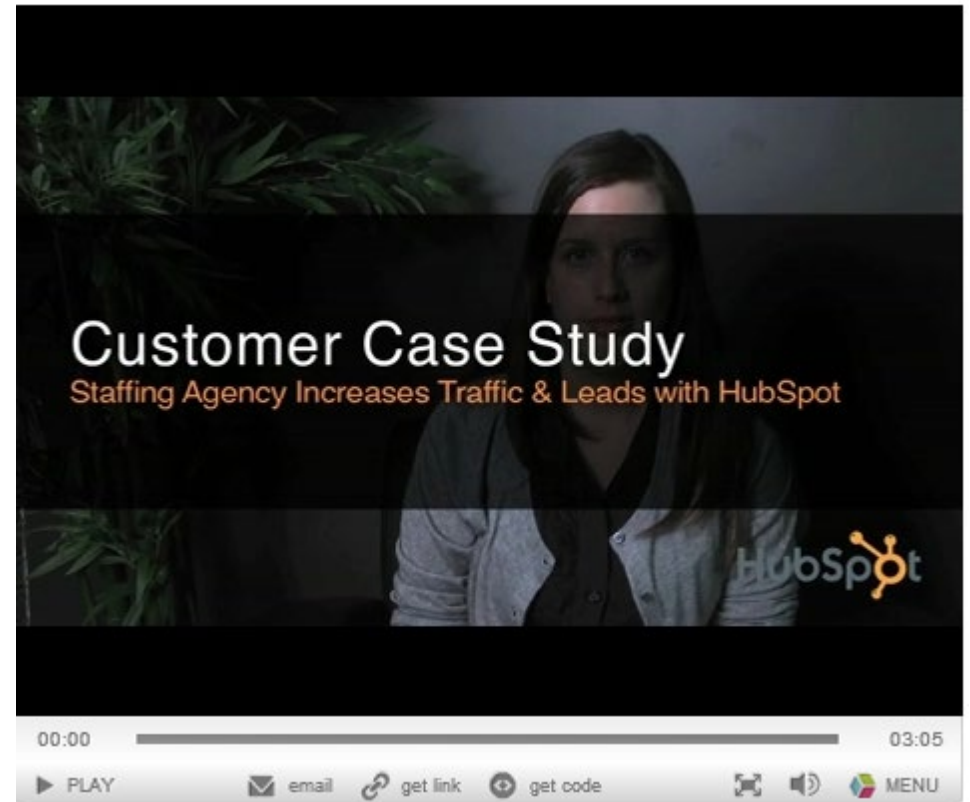 Customer Case Study
Staffing Agency Increases Traffic & Leads with HubSpot
HubSpot
00:00 03:05
PLAY email get link get code MENU